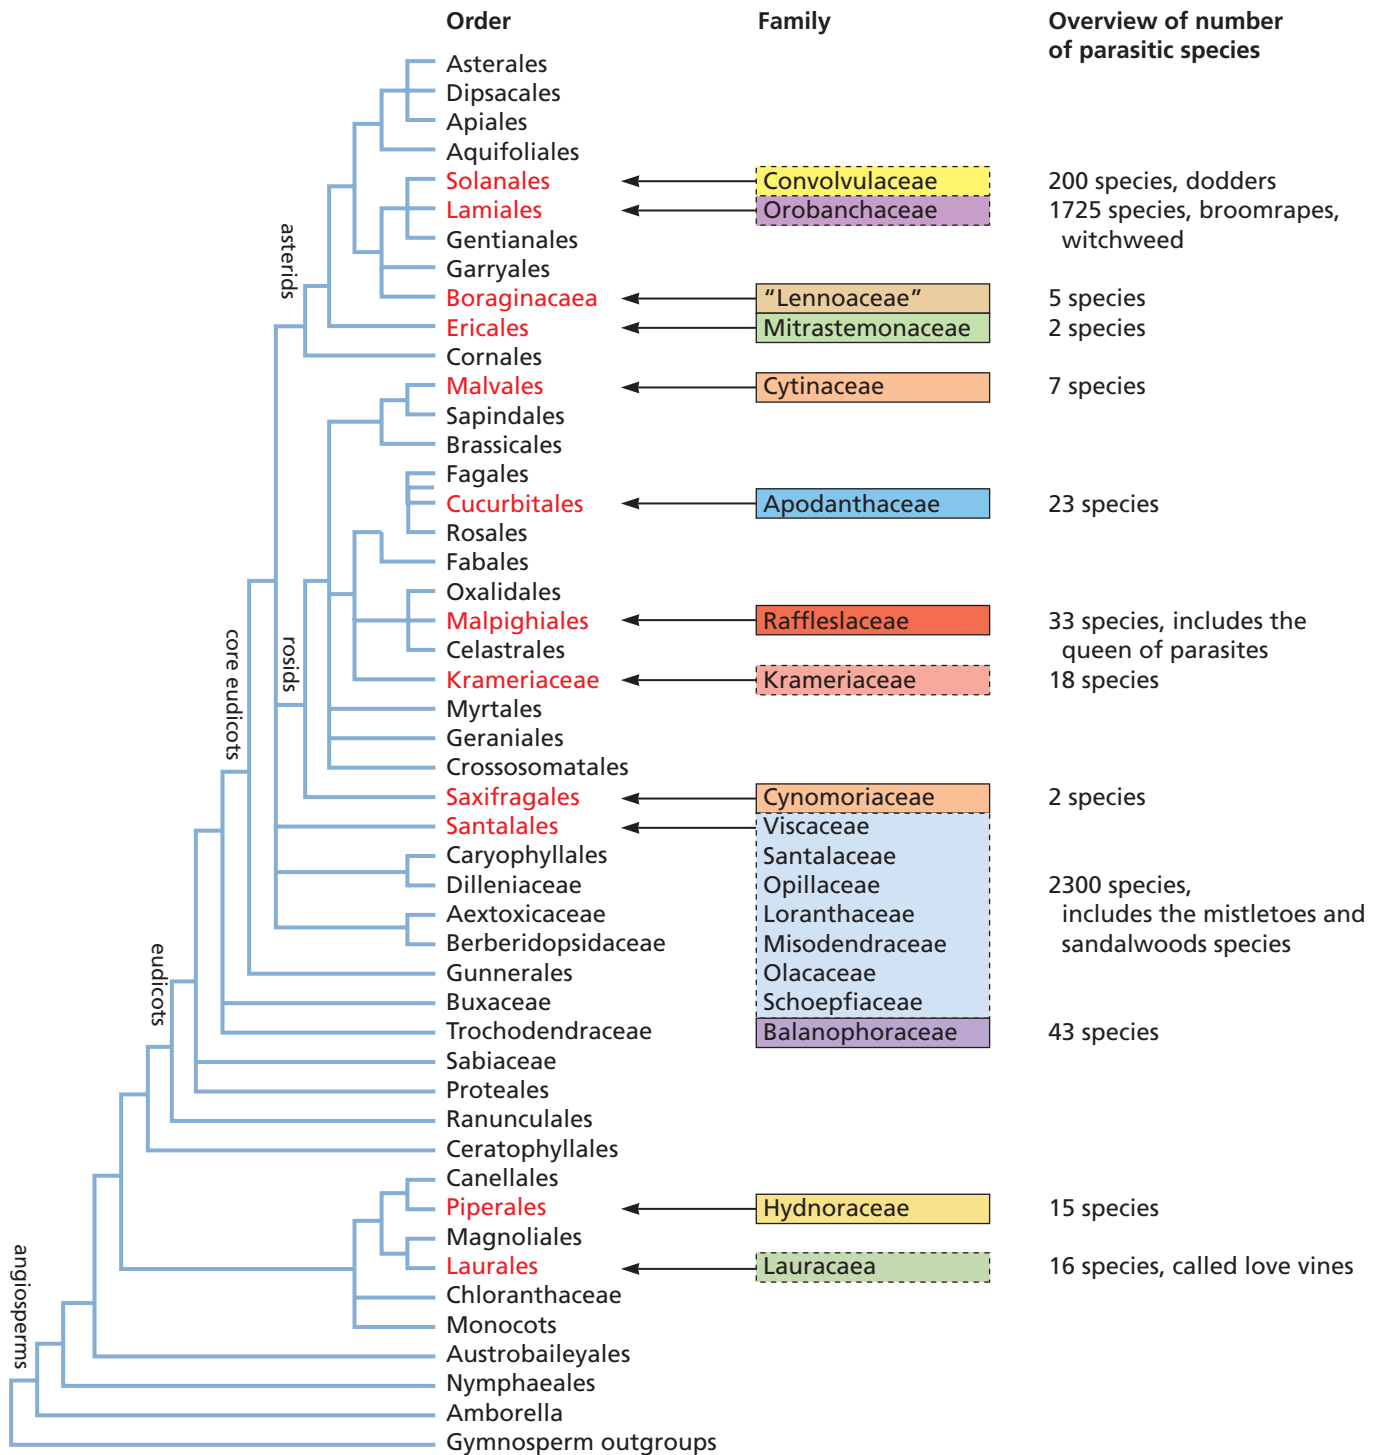 Order
Family
Overview of number
of parasitic species
Asterales
Dipsacales
Apiales
Aquifoliales
Solanales
Convolvulaceae
200 species, dodders
Lamiales
Orobanchaceae
1725 species, broomrapes,
witchweed
Gentianales
Garryales
Boraginacaea
“Lennoaceae”
5 species
Ericales
Mitrastemonaceae
2 species
Cornales
Malvales
Cytinaceae
7 species
Sapindales
Brassicales
Fagales
Cucurbitales
Apodanthaceae
23 species
Rosales
Fabales
Oxalidales
Malpighiales
Raffleslaceae
33 species, includes the
queen of parasites
Celastrales
Krameriaceae
Krameriaceae
18 species
Myrtales
Geraniales
Crossosomatales
Saxifragales
Cynomoriaceae
2 species
Santalales
Viscaceae
Caryophyllales
Santalaceae
Dilleniaceae
Opillaceae
2300 species,
includes the mistletoes and
sandalwoods species
Aextoxicaceae
Loranthaceae
Berberidopsidaceae
Misodendraceae
Gunnerales
Olacaceae
Buxaceae
Schoepfiaceae
Trochodendraceae
Balanophoraceae
43 species
Sabiaceae
Proteales
Ranunculales
Ceratophyllales
Canellales
Piperales
Hydnoraceae
15 species
Magnoliales
Laurales
Lauracaea
16 species, called love vines
Chloranthaceae
Monocots
Austrobaileyales
Nymphaeales
Amborella
Gymnosperm outgroups
asterids
rosids
core eudicots
eudicots
angiosperms